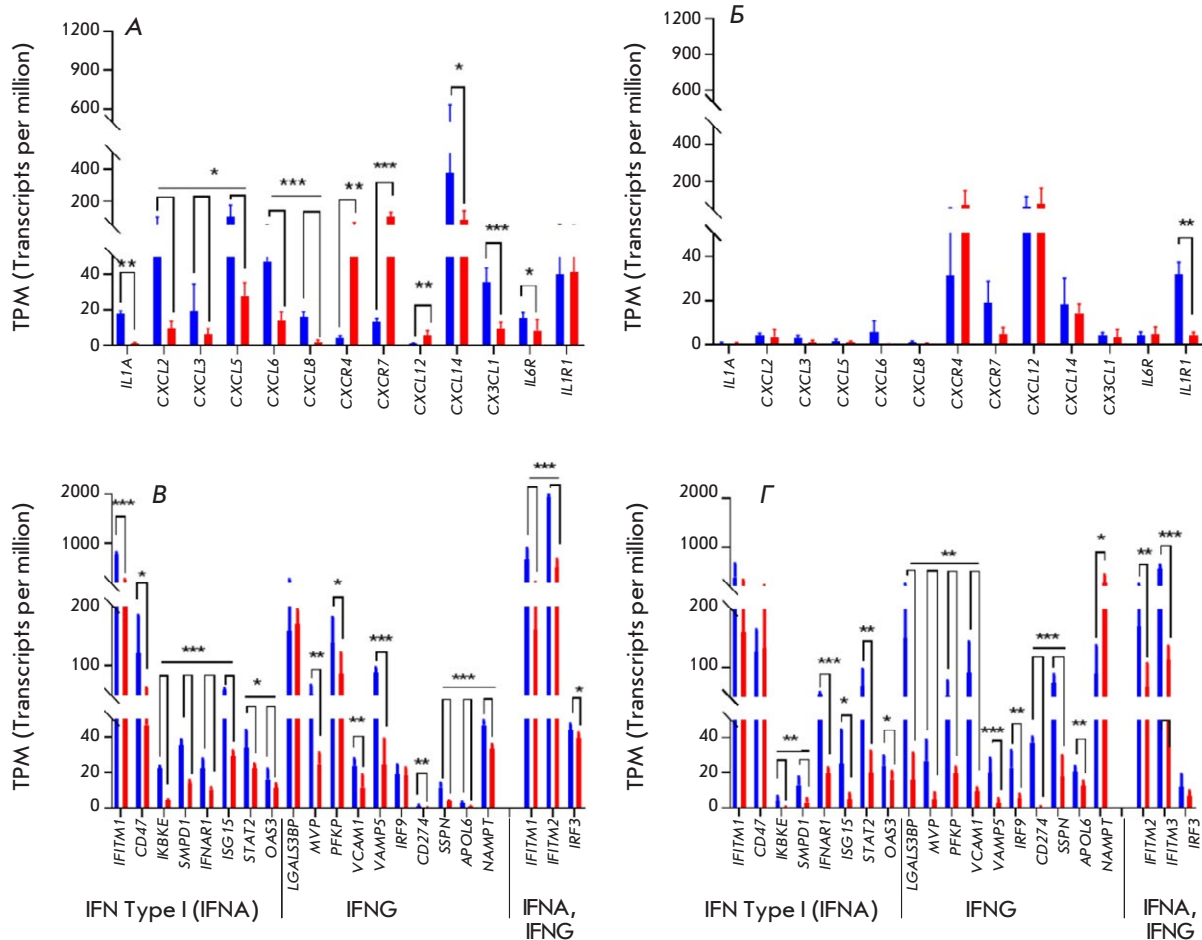 А
TPM (Transcripts per million)
1200
900
600
400
200
40
20
0
** * *** ** *** ** * *** *
IL1A CXCL2 CXCL3 CXCL5 CXCL6 CXCL8 CXCR4 CXCR7 CXCL12 CXCL14 CX3CL1 IL6R IL1R1
Б
TPM (Transcripts per million)
1200
900
600
400
200
40
20
0
**
IL1A CXCL2 CXCL3 CXCL5 CXCL6 CXCL8 CXCR4 CXCR7 CXCL12 CXCL14 CX3CL1 IL6R IL1R1
В
TPM (Transcripts per million)
2000
1000
200
100
40
20
0
*** * *** * ** * ** *** ** *** *** *
IFITM1 CD47 IKBKE SMPD1 IFNAR1 ISG15 STAT2 OAS3 LGALS3BP MVP PFKP VCAM1 VAMP5 IRF9 CD274 SSPN APOL6 NAMPT IFITM1 IFITM2 IRF3
IFN Type I (IFNA) IFNG IFNA,
IFNG
Г
TPM (Transcripts per million)
2000
1000
200
100
40
20
0
** *** * ** * ** *** ** *** ** * ** ***
IFITM1 CD47 IKBKE SMPD1 IFNAR1 ISG15 STAT2 OAS3 LGALS3BP MVP PFKP VCAM1 VAMP5 IRF9 CD274 SSPN APOL6 NAMPT IFITM2 IFITM3 IRF3
IFN Type I (IFNA) IFNG IFNA,
IFNG